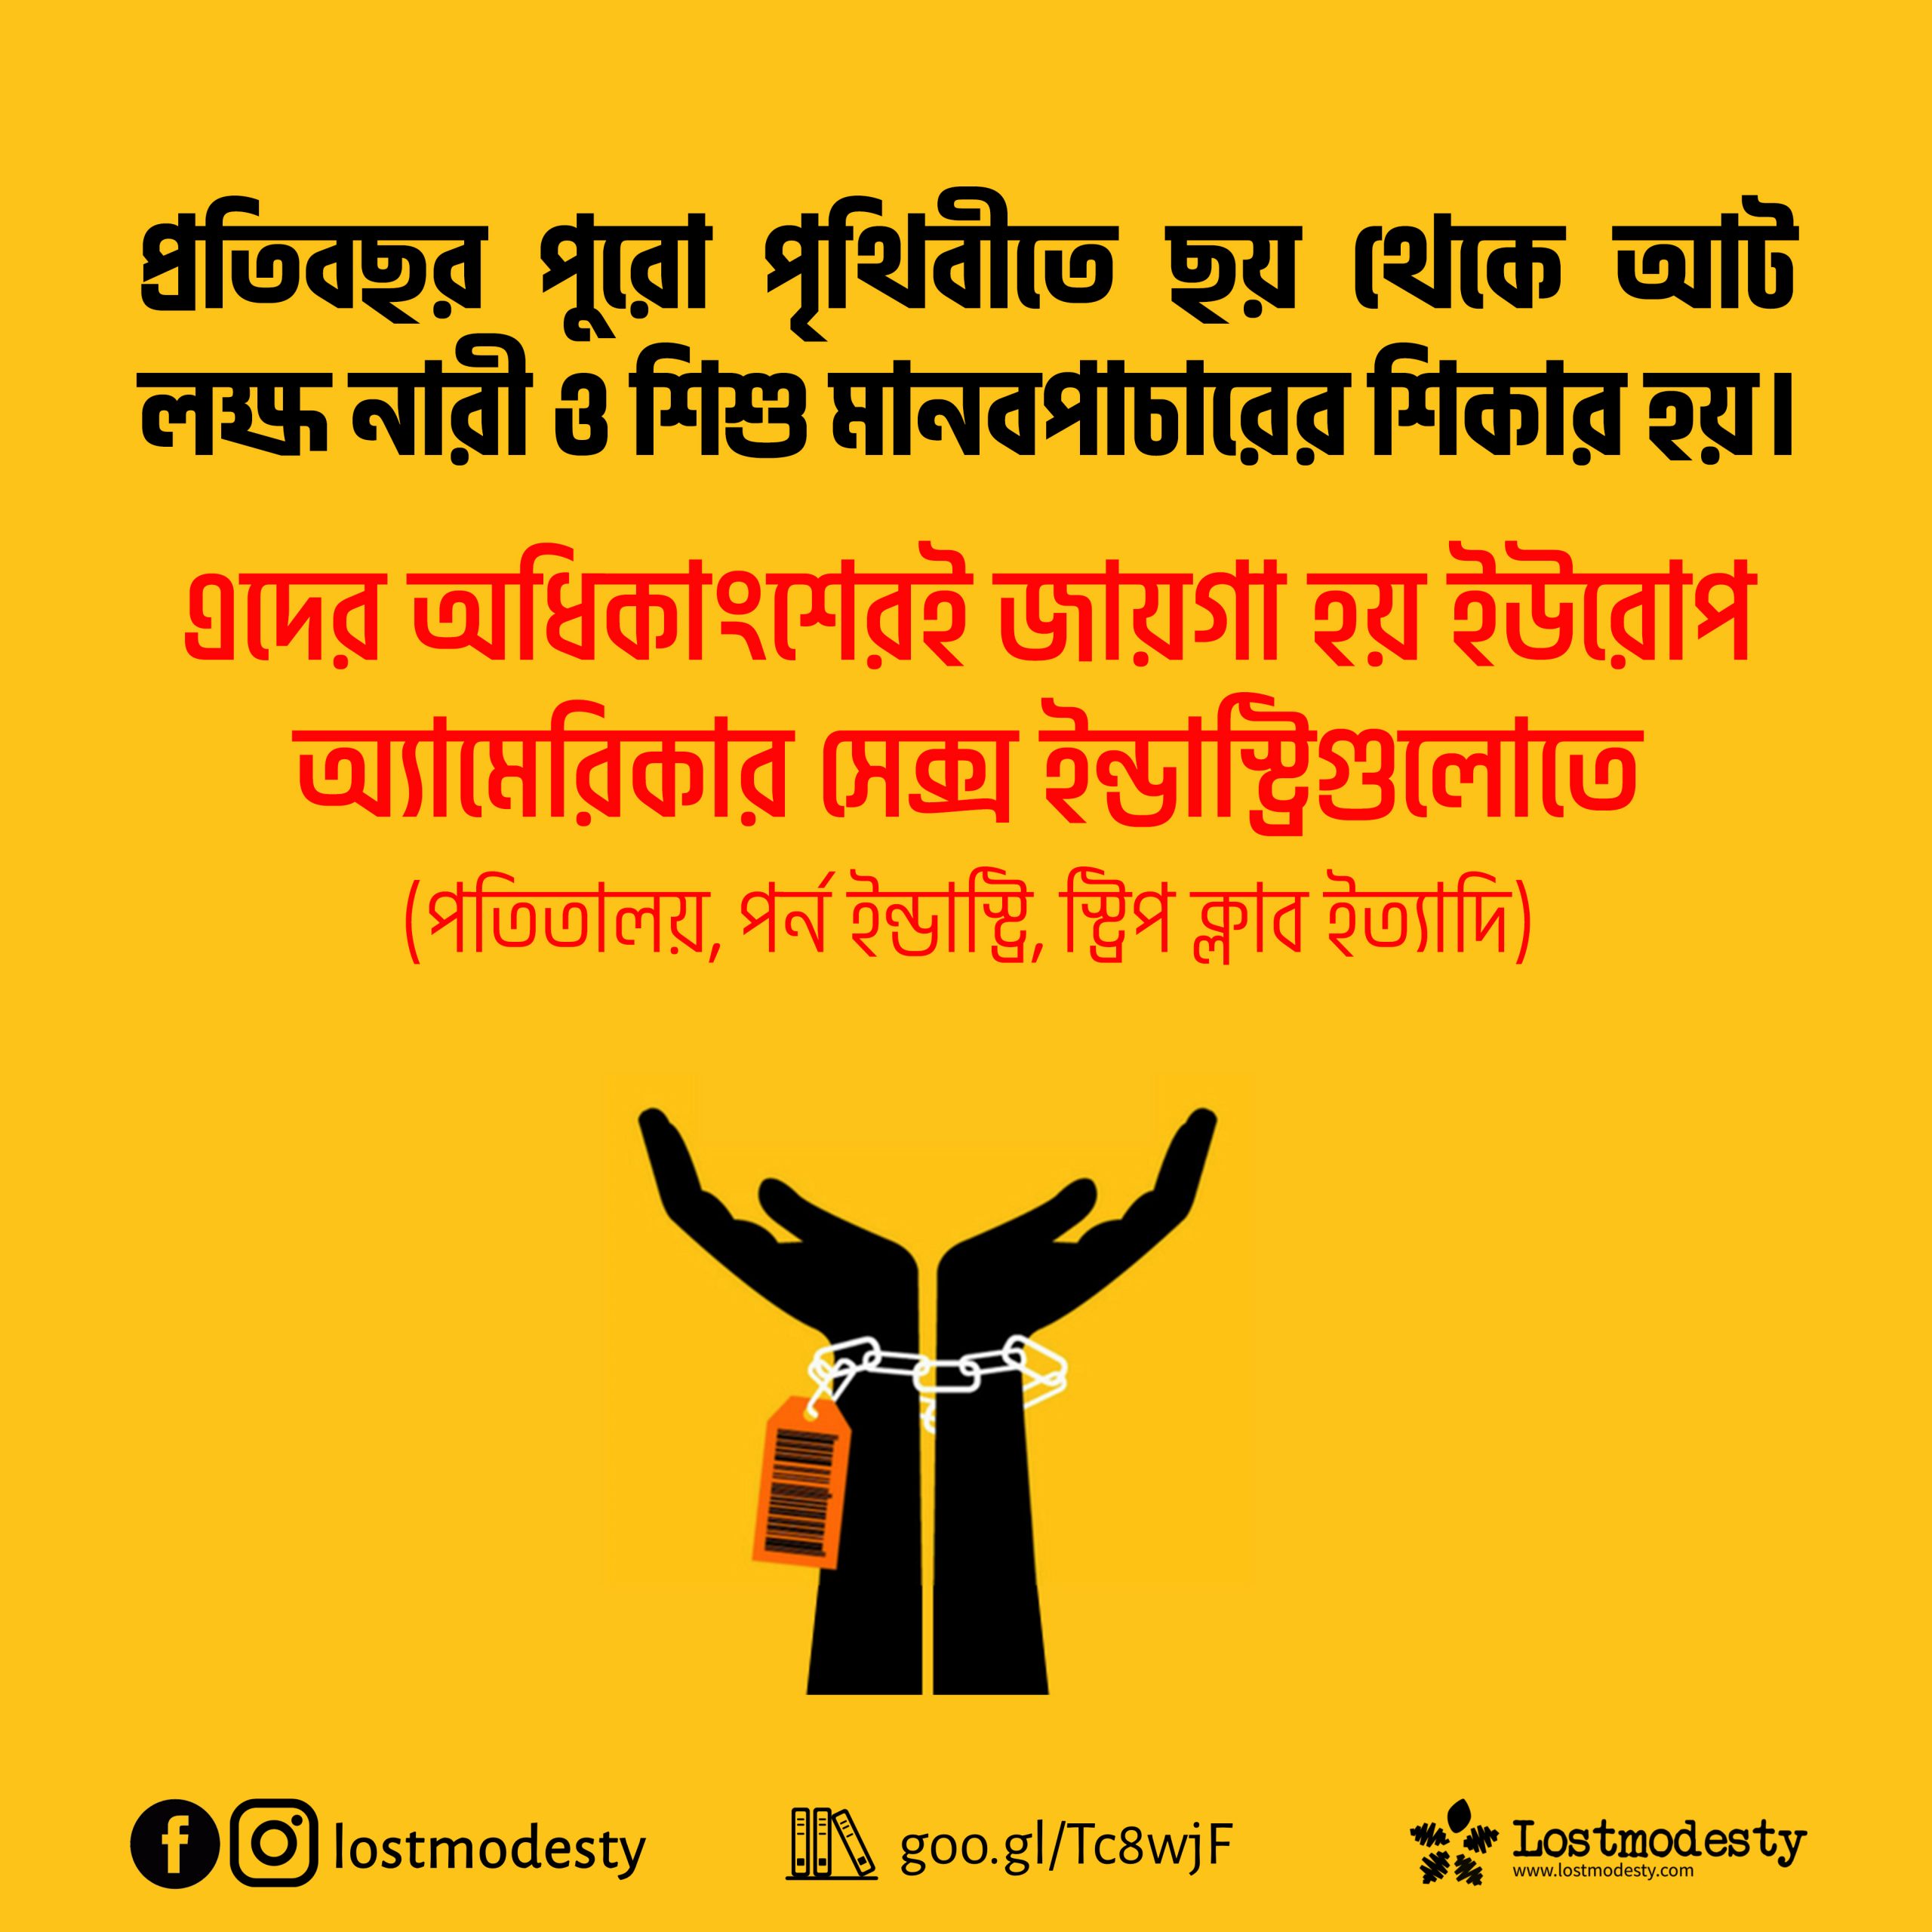 প্রতিবছর পুরো পৃথিবীতে ছয় থেকে আট
লক্ষ নারী ও শিশু মানবপাচারের শিকার হয়।
এদের অধিকাংশেরই জায়গা হয় ইউরোপ
অ্যামেরিকার সেক্স ইন্ডাস্ট্রিগুলোতে
(পতিতালয়, পর্ন ইন্ডাস্ট্রি, স্ট্রিপ ক্লাব ইত্যাদি)
lostmodesty
goo.gl/Tc8wjF
Lostmodesty
www.lostmodesty.com